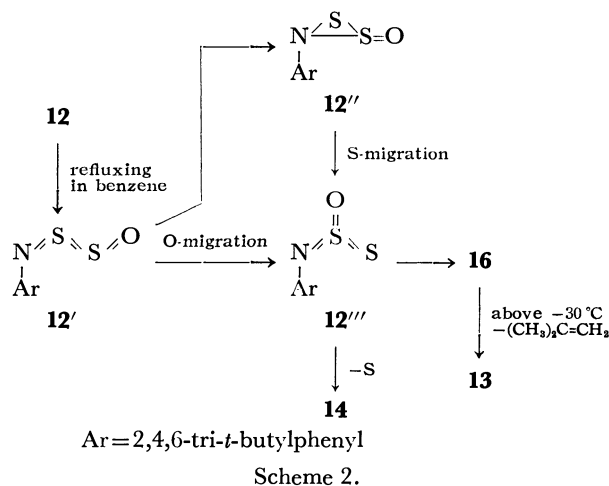 S
N S=O
Ar
12''
12
refluxing
in benzene
S-migration
O
N S S O
Ar
12'
O-migration
N S S
Ar
12'''
16
above −30 °C
−(CH₃)₂C=CH₂
13
−S
14
Ar=2,4,6-tri-t-butylphenyl
Scheme 2.